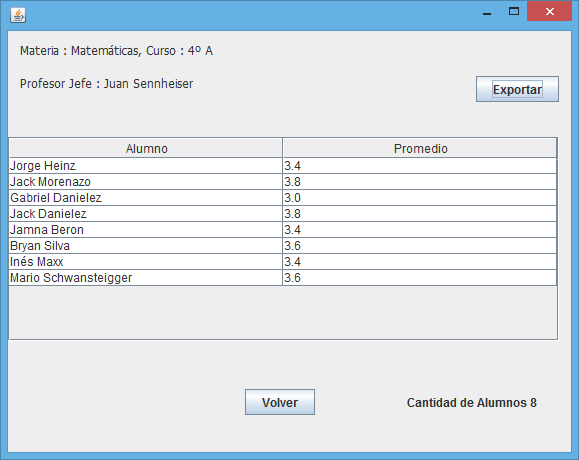 Materia : Matemáticas, Curso : 4º A
Profesor Jefe : Juan Sennheiser
Exportar
Alumno Promedio
Jorge Heinz 3.4
Jack Morenazo 3.8
Gabriel Danielez 3.0
Jack Danielez 3.8
Jamna Beron 3.4
Bryan Silva 3.6
Inés Maxx 3.4
Mario Schwansteigger 3.6
Volver Cantidad de Alumnos 8